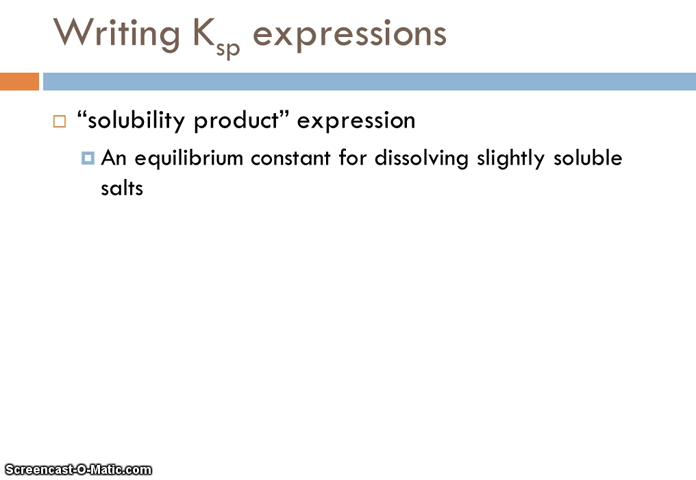 Writing Ksp expressions
“solubility product” expression
An equilibrium constant for dissolving slightly soluble
salts
Screencast-O-Matic.com